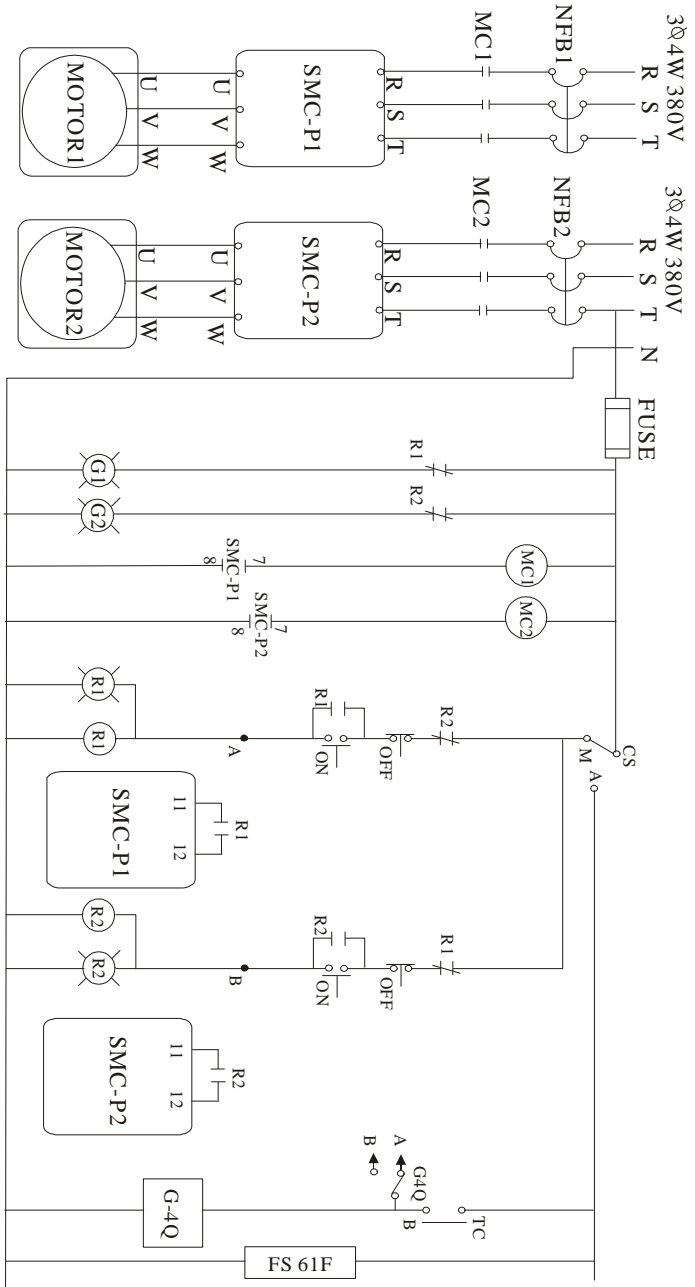 3Ø4W 380V
R S T
NFB1
MC1
R S T
SMC-P1
U V W
U V W
MOTOR1
3Ø4W 380V
R S T N
NFB2
MC2
R S T
SMC-P2
U V W
U V W
MOTOR2
FUSE
R1
G1
R2
G2
MC1
7
SMC-P1
8
MC2
7
SMC-P2
8
CS
M
A
R2
OFF
ON
R1
A
R1
R1
R1
11 12
SMC-P1
R1
OFF
ON
R2
B
R2
R2
R2
11 12
SMC-P2
TC
B
G4Q
A
B
G-4Q
FS 61F